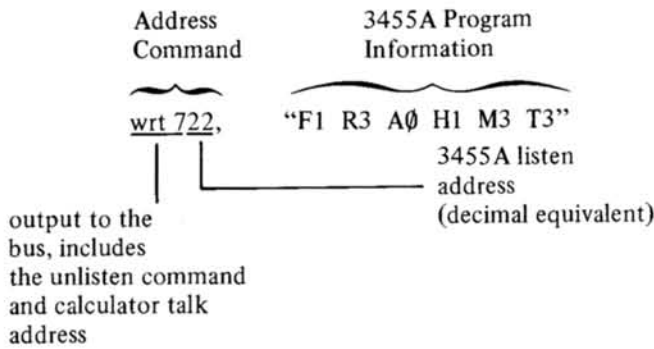 Address
Command
3455A Program
Information
wrt 722,
"F1 R3 AØ H1 M3 T3"
3455A listen
address
(decimal equivalent)
output to the
bus, includes
the unlisten command
and calculator talk
address